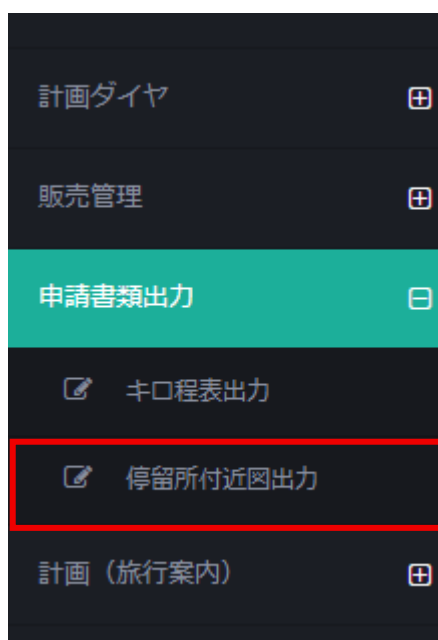 計画ダイヤ
販売管理
申請書類出力
キロ程表出力
停留所付近図出力
計画（旅行案内）